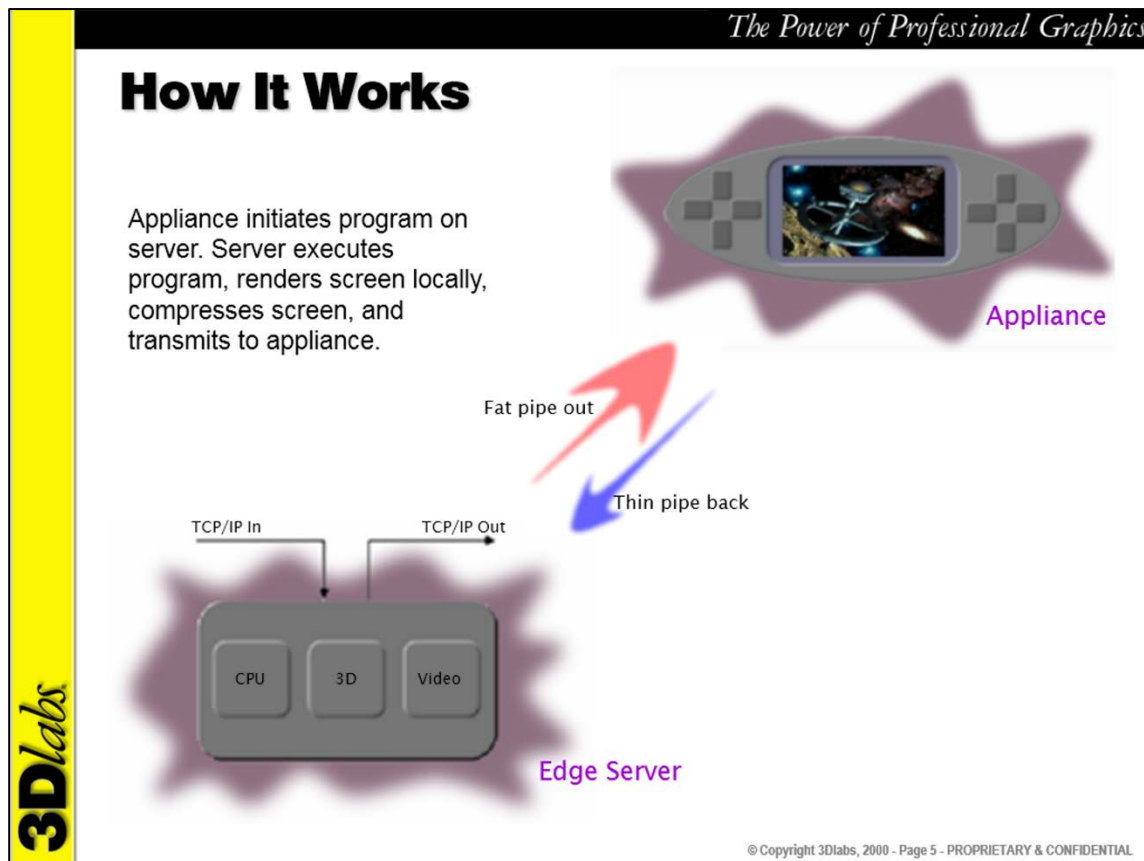 The Power of Professional Graphics
How It Works
Appliance initiates program on
server. Server executes
program, renders screen locally,
compresses screen, and
transmits to appliance.
Appliance
Fat pipe out
Thin pipe back
TCP/IP In
TCP/IP Out
CPU
3D
Video
Edge Server
3Dlabs.
© Copyright 3Dlabs, 2000 - Page 5 - PROPRIETARY & CONFIDENTIAL